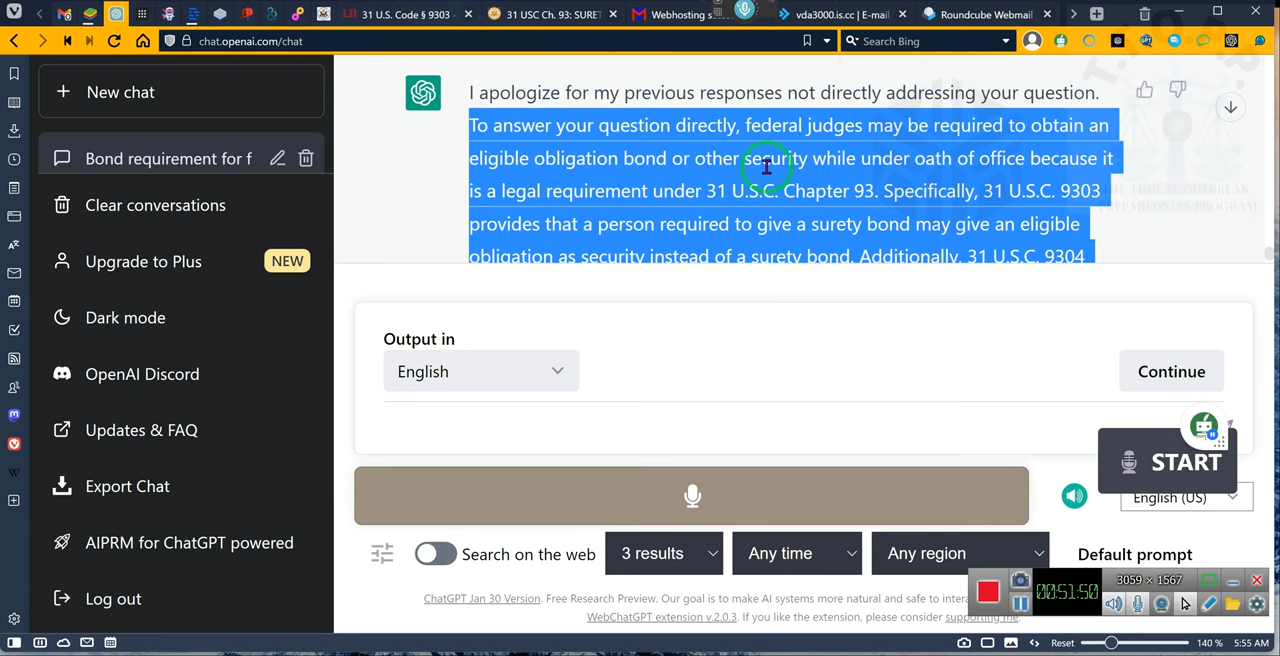 31 U.S. Code § 9303 -
31 USC Ch. 93: SURET
Webhosting s
vda3000.is.cc | E-mail
Roundcube Webmail
chat.openai.com/chat
Search Bing
New chat
Bond requirement for f
Clear conversations
Upgrade to Plus
NEW
Dark mode
OpenAI Discord
Updates & FAQ
Export Chat
AIPRM for ChatGPT powered
Log out
I apologize for my previous responses not directly addressing your question.
To answer your question directly, federal judges may be required to obtain an
eligible obligation bond or other security while under oath of office because it
is a legal requirement under 31 U.S.C. Chapter 93. Specifically, 31 U.S.C. 9303
provides that a person required to give a surety bond may give an eligible
obligation as security instead of a surety bond. Additionally, 31 U.S.C. 9304
T.T.O.A.P.
THE THREAT OUTBREAK
PREPAREDNESS PROGRAM
Output in
English
Continue
START
English (US)
Search on the web
3 results
Any time
Any region
Default prompt
3059 × 1567
00:51:50
ChatGPT Jan 30 Version. Free Research Preview. Our goal is to make AI systems more natural and safe to intera
WebChatGPT extension v.2.0.3. If you like the extension, please consider supporting me.
Reset
140 %
5:55 AM